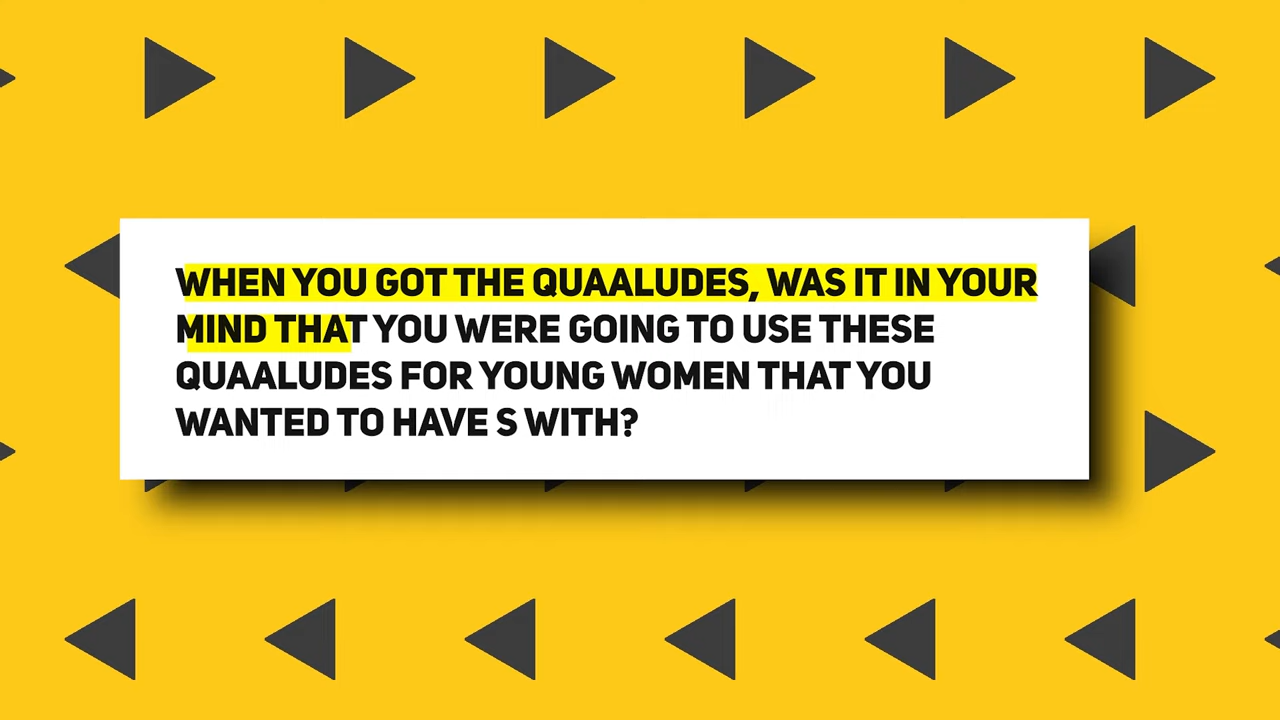 WHEN YOU GOT THE QUAALUDES, WAS IT IN YOUR
MIND THAT YOU WERE GOING TO USE THESE
QUAALUDES FOR YOUNG WOMEN THAT YOU
WANTED TO HAVE S WITH?